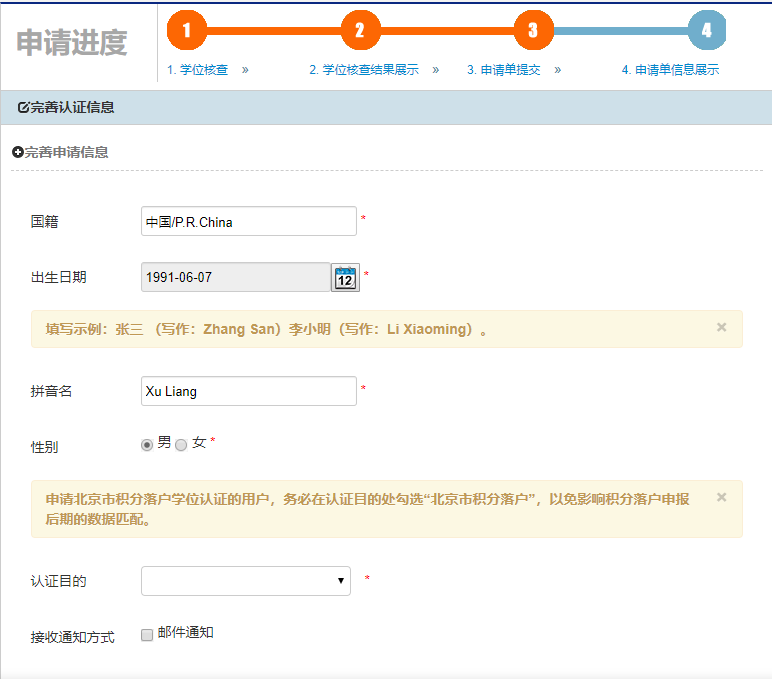 申请进度
1 2 3 4
1. 学位核查 » 2. 学位核查结果展示 » 3. 申请单提交 » 4. 申请单信息展示
完善认证信息
完善申请信息
国籍 中国/P.R.China *
出生日期 1991-06-07 12 *
填写示例：张三 （写作：Zhang San）李小明（写作：Li Xiaoming）。 ×
拼音名 Xu Liang *
性别 男 女 *
申请北京市积分落户学位认证的用户，务必在认证目的处勾选“北京市积分落户”，以免影响积分落户申报 ×
后期的数据匹配。
认证目的 *
接收通知方式 邮件通知